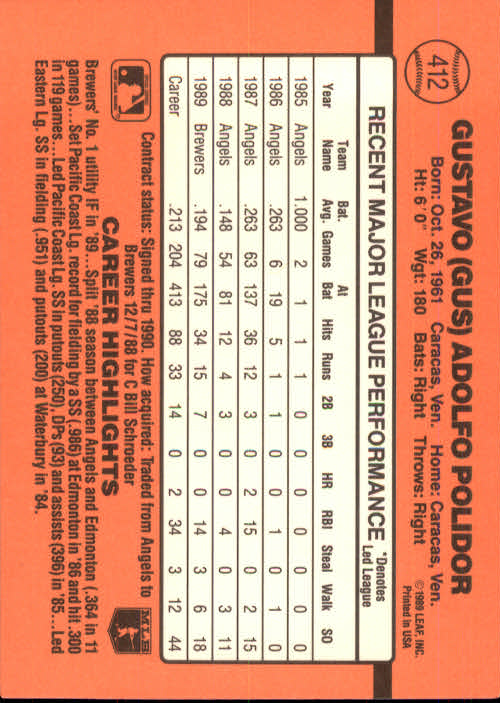 412
GUSTAVO (GUS) ADOLFO POLIDOR
Born: Oct. 26, 1961 Caracas, Ven. Home: Caracas, Ven.
Ht: 6' 0" Wgt: 180 Bats: Right Throws: Right
©1989 LEAF, INC.
Printed in USA
RECENT MAJOR LEAGUE PERFORMANCE *Denotes Led League
Year Team Name Bat. Avg. Games At Bat Hits Runs 2B 3B HR RBI Steal Walk SO
1985 Angels 1.000 2 1 1 1 0 0 0 0 0 0 0
1986 Angels .263 6 19 5 1 1 0 0 1 0 1 0
1987 Angels .263 63 137 36 12 3 0 2 15 0 2 15
1988 Angels .148 54 81 12 4 3 0 0 4 0 3 11
1989 Brewers .194 79 175 34 15 7 0 0 14 3 6 18
Career .213 204 413 88 33 14 0 2 34 3 12 44
Contract status: Signed thru 1990. How acquired: Traded from Angels to
Brewers 12/7/88 for C Bill Schroeder
MLB
CAREER HIGHLIGHTS
Brewers' No. 1 utility IF in '89...Split '88 season between Angels and Edmonton (.364 in 11
games)...Set Pacific Coast Lg. record for fielding by a SS (.986) at Edmonton in '86 and hit .300
in 119 games...Led Pacific Coast Lg. SS in putouts (250), DPs (93) and assists (396) in '85...Led
Eastern Lg. SS in fielding (.951) and putouts (200) at Waterbury in '84.